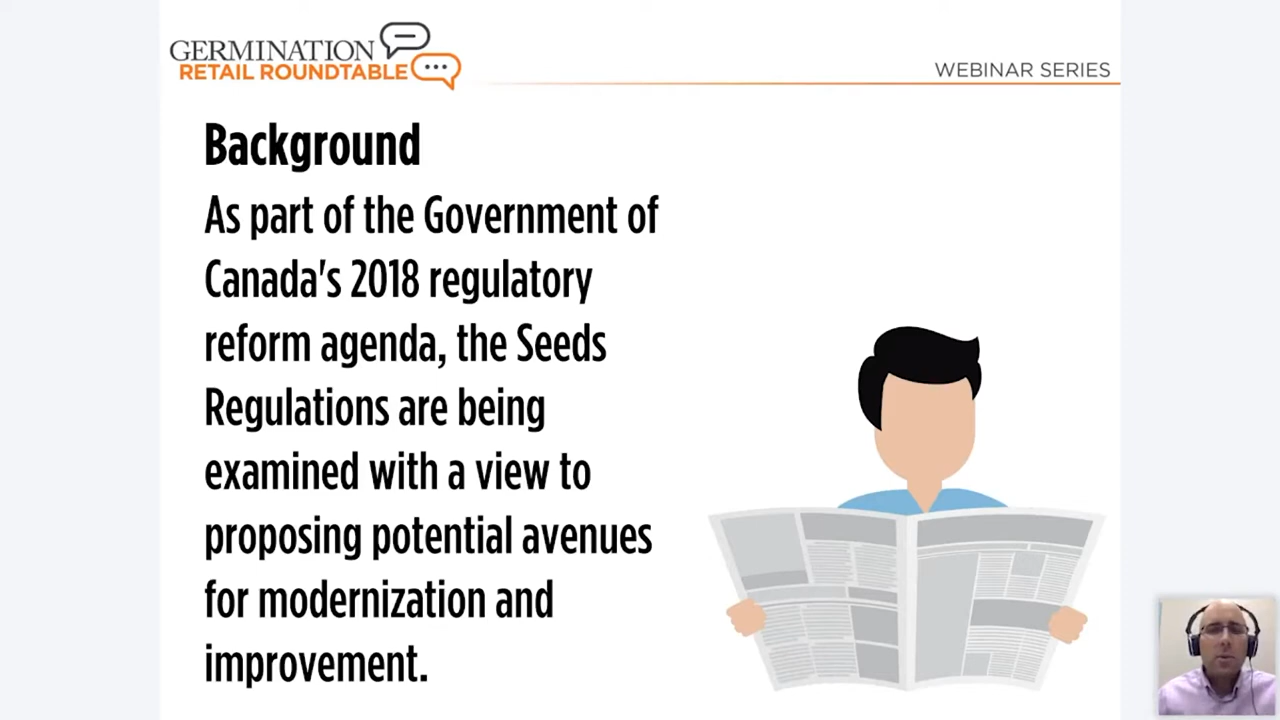 GERMINATION
RETAIL ROUNDTABLE
WEBINAR SERIES
Background
As part of the Government of
Canada's 2018 regulatory
reform agenda, the Seeds
Regulations are being
examined with a view to
proposing potential avenues
for modernization and
improvement.